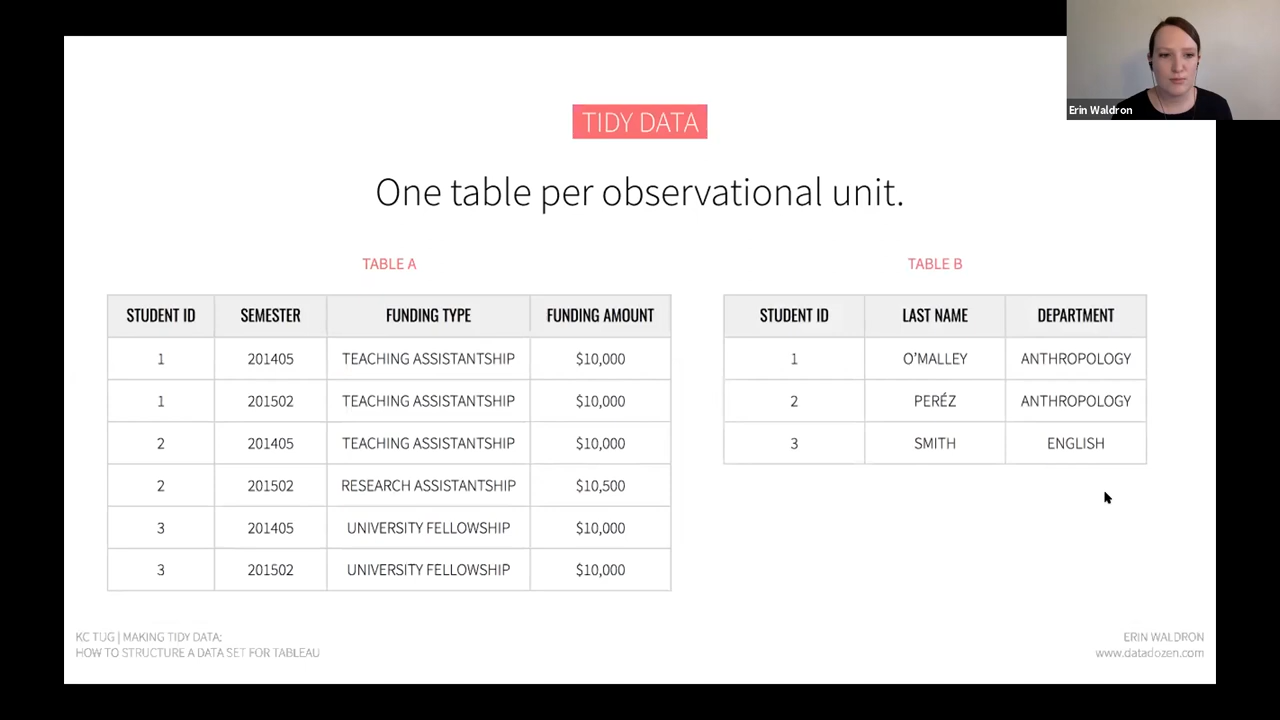 Erin Waldron
TIDY DATA
One table per observational unit.
TABLE A
STUDENT ID SEMESTER FUNDING TYPE FUNDING AMOUNT
1 201405 TEACHING ASSISTANTSHIP $10,000
1 201502 TEACHING ASSISTANTSHIP $10,000
2 201405 TEACHING ASSISTANTSHIP $10,000
2 201502 RESEARCH ASSISTANTSHIP $10,500
3 201405 UNIVERSITY FELLOWSHIP $10,000
3 201502 UNIVERSITY FELLOWSHIP $10,000
TABLE B
STUDENT ID LAST NAME DEPARTMENT
1 O’MALLEY ANTHROPOLOGY
2 PERÉZ ANTHROPOLOGY
3 SMITH ENGLISH
KC TUG | MAKING TIDY DATA:
HOW TO STRUCTURE A DATA SET FOR TABLEAU
ERIN WALDRON
www.datadozen.com